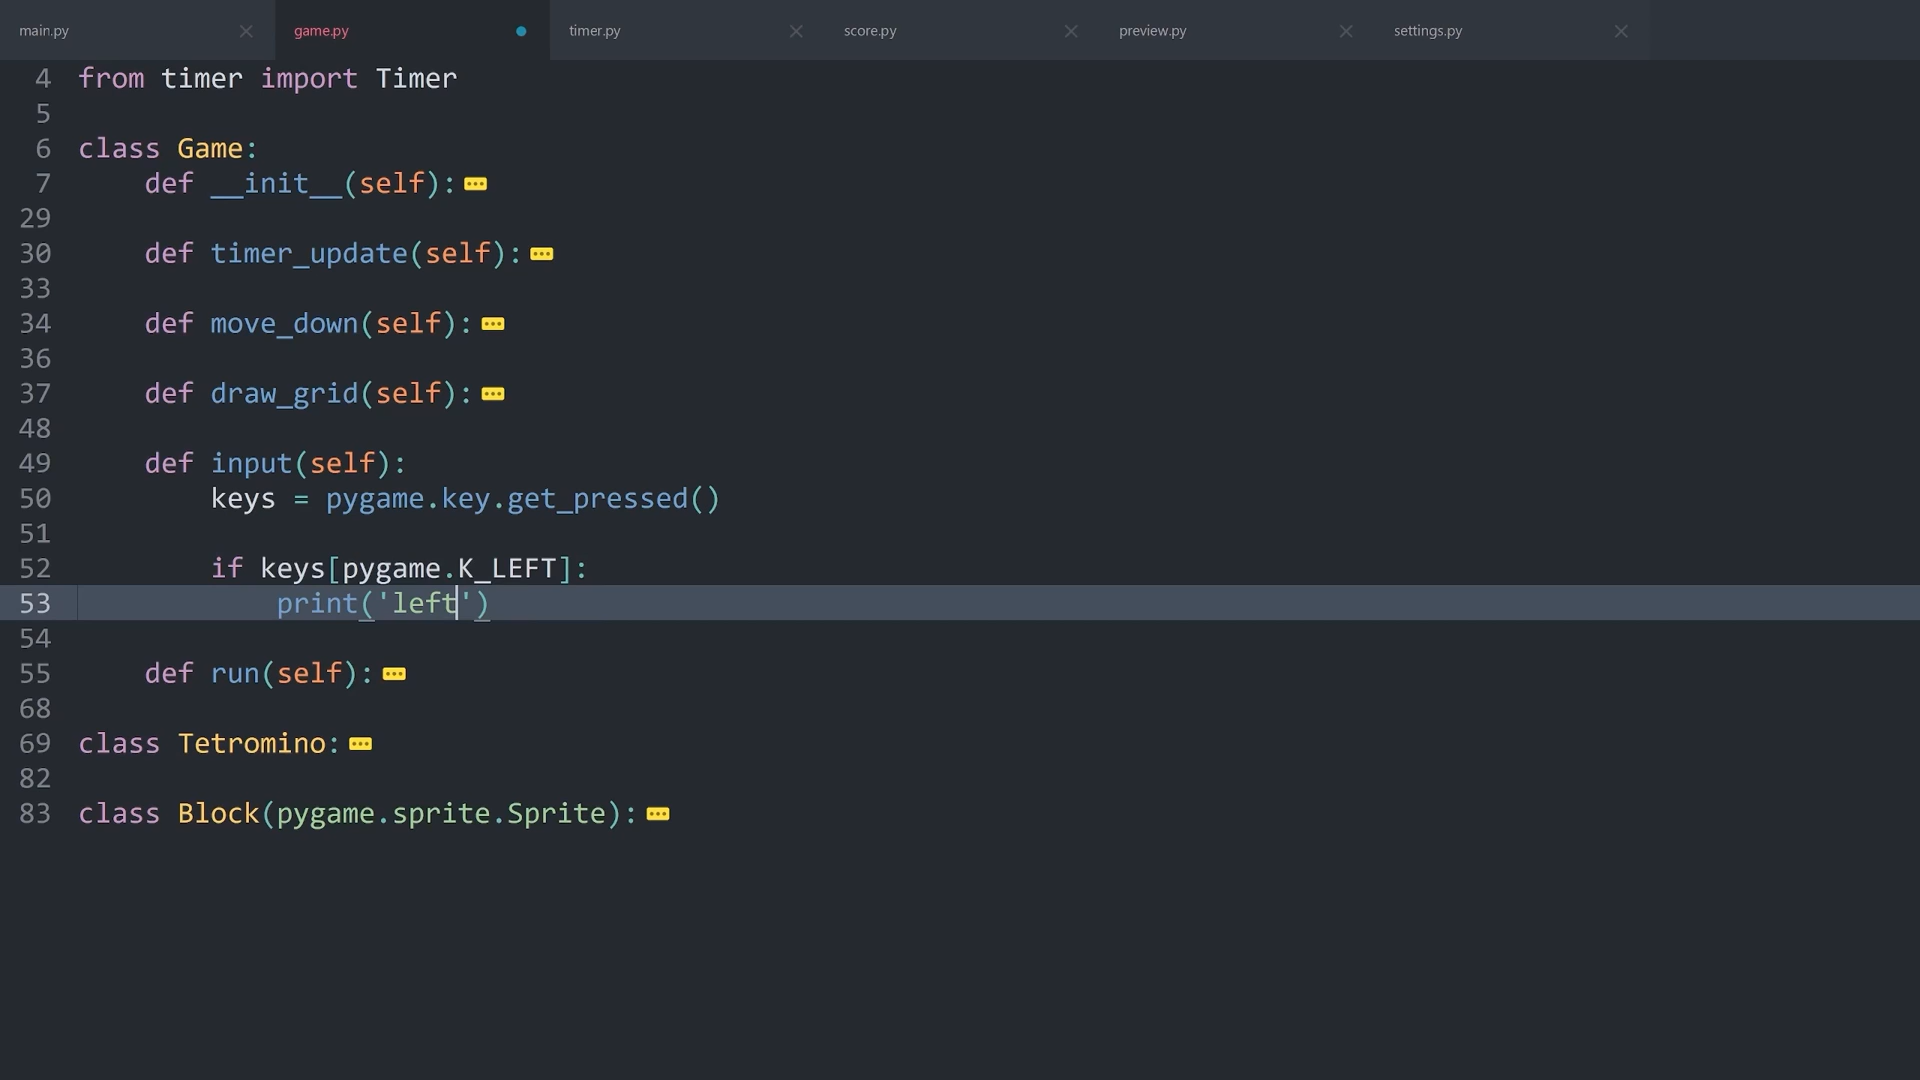 main.py game.py timer.py score.py preview.py settings.py
4 from timer import Timer
5
6 class Game:
7 def __init__(self):
29
30 def timer_update(self):
33
34 def move_down(self):
36
37 def draw_grid(self):
48
49 def input(self):
50 keys = pygame.key.get_pressed()
51
52 if keys[pygame.K_LEFT]:
53 print('left')
54
55 def run(self):
68
69 class Tetromino:
82
83 class Block(pygame.sprite.Sprite):